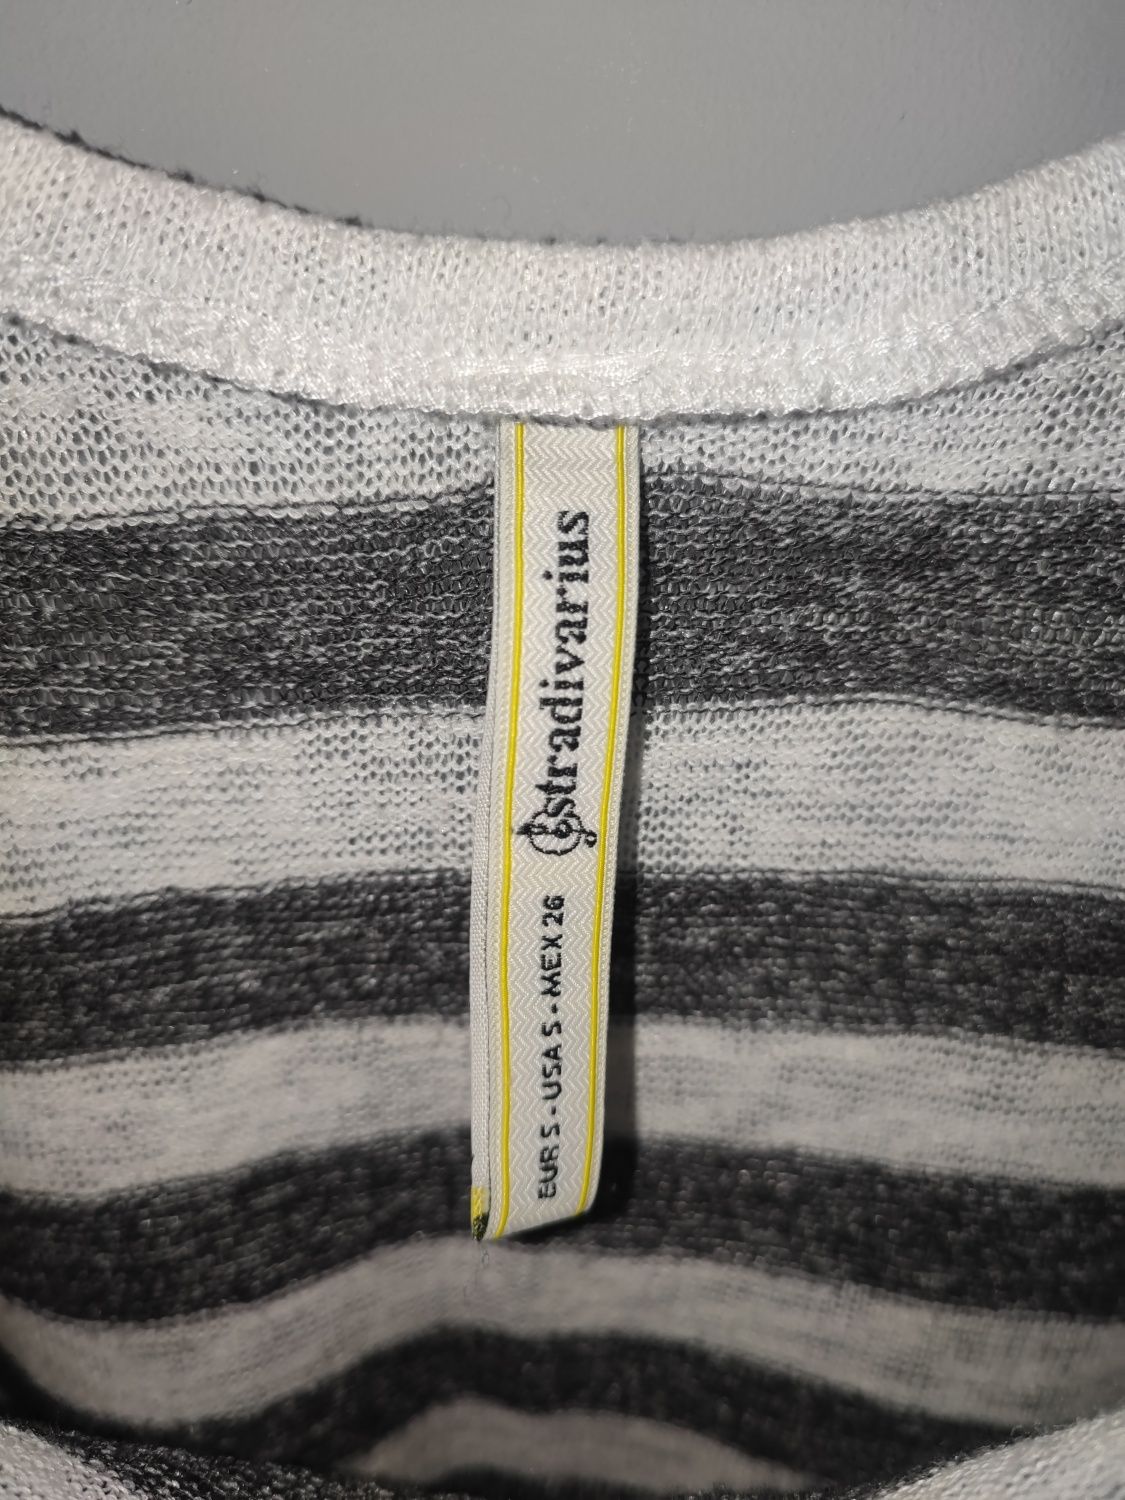 stradivarius
EUR S - USA S - MEX 26